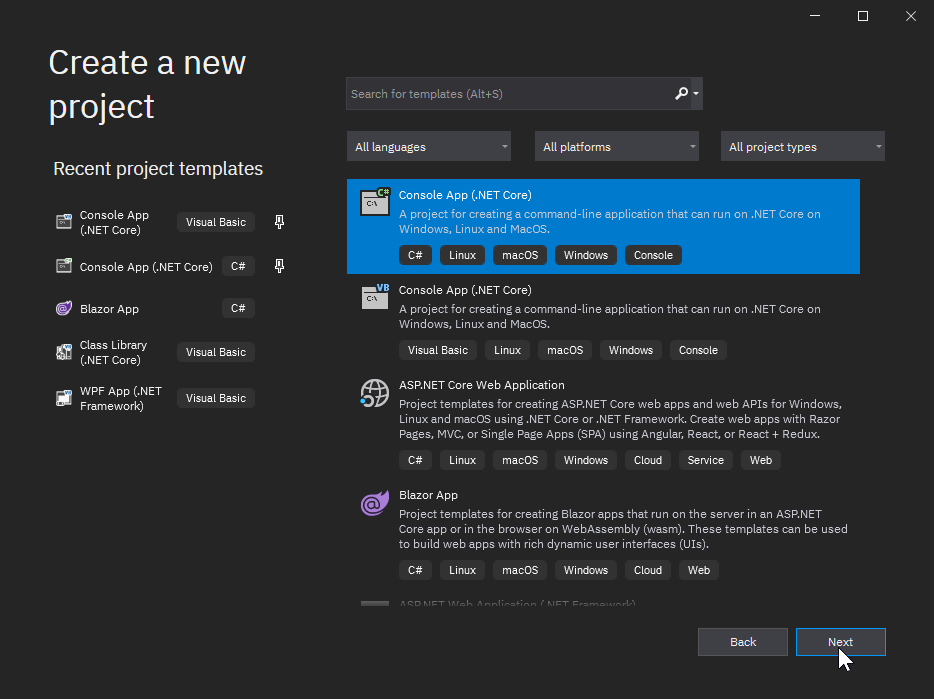 Create a new
project
Recent project templates
Console App
(.NET Core)
Visual Basic
Console App (.NET Core)
C#
Blazor App
C#
Class Library
(.NET Core)
Visual Basic
WPF App (.NET
Framework)
Visual Basic
Search for templates (Alt+S)
All languages
All platforms
All project types
C#
C:\
Console App (.NET Core)
A project for creating a command-line application that can run on .NET Core on
Windows, Linux and MacOS.
C# Linux macOS Windows Console
VB
C:\
Console App (.NET Core)
A project for creating a command-line application that can run on .NET Core on
Windows, Linux and MacOS.
Visual Basic Linux macOS Windows Console
ASP.NET Core Web Application
Project templates for creating ASP.NET Core web apps and web APIs for Windows,
Linux and macOS using .NET Core or .NET Framework. Create web apps with Razor
Pages, MVC, or Single Page Apps (SPA) using Angular, React, or React + Redux.
C# Linux macOS Windows Cloud Service Web
Blazor App
Project templates for creating Blazor apps that run on the server in an ASP.NET
Core app or in the browser on WebAssembly (wasm). These templates can be used
to build web apps with rich dynamic user interfaces (UIs).
C# Linux macOS Windows Cloud Web
ASP.NET Web Application (.NET Framework)
Back
Next